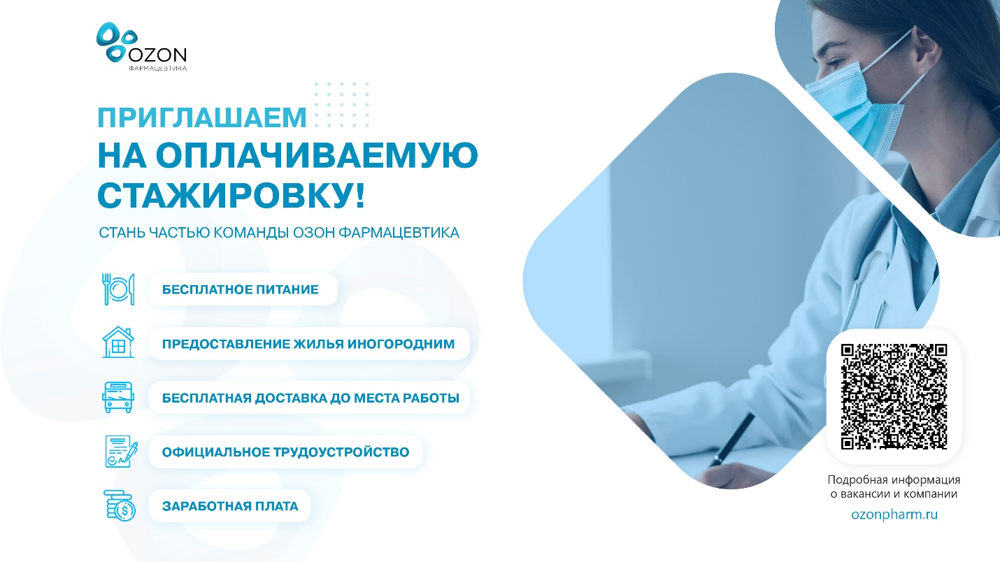 OZON
ФАРМАЦЕВТИКА
ПРИГЛАШАЕМ
НА ОПЛАЧИВАЕМУЮ
СТАЖИРОВКУ!
СТАНЬ ЧАСТЬЮ КОМАНДЫ ОЗОН ФАРМАЦЕВТИКА
БЕСПЛАТНОЕ ПИТАНИЕ
ПРЕДОСТАВЛЕНИЕ ЖИЛЬЯ ИНОГОРОДНИМ
БЕСПЛАТНАЯ ДОСТАВКА ДО МЕСТА РАБОТЫ
ОФИЦИАЛЬНОЕ ТРУДОУСТРОЙСТВО
ЗАРАБОТНАЯ ПЛАТА
Подробная информация
о вакансии и компании
ozonpharm.ru